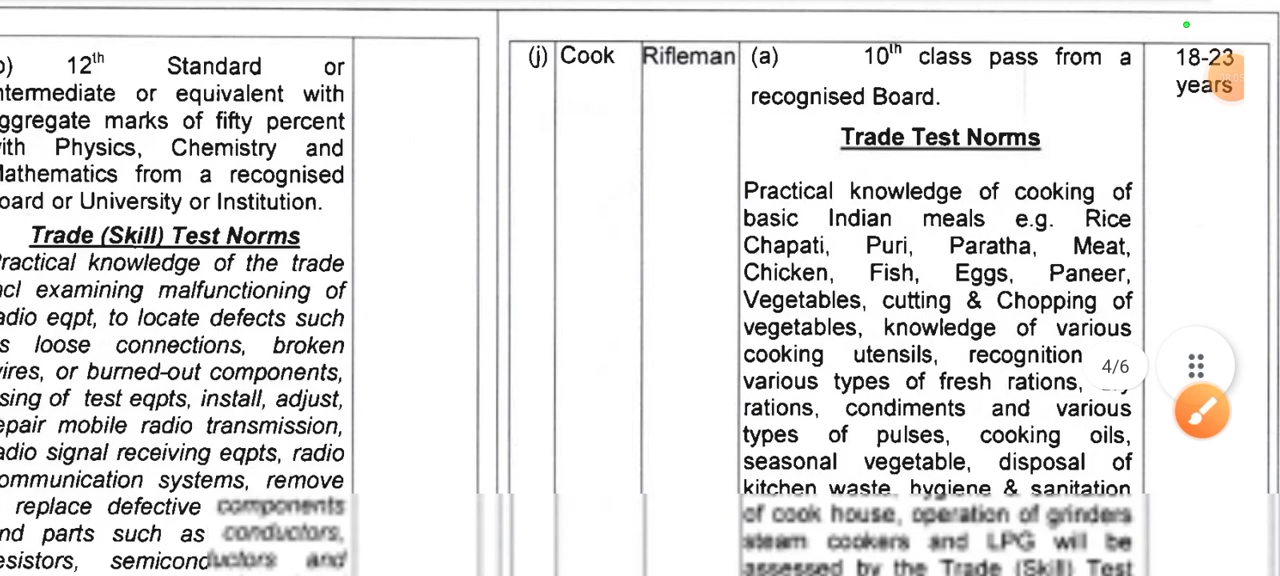 b) 12th Standard or
ntermediate or equivalent with
ggregate marks of fifty percent
with Physics, Chemistry and
Mathematics from a recognised
oard or University or Institution.
Trade (Skill) Test Norms
Practical knowledge of the trade
ncl examining malfunctioning of
adio eqpt, to locate defects such
s loose connections, broken
wires, or burned-out components,
sing of test eqpts, install, adjust,
epair mobile radio transmission,
adio signal receiving eqpts, radio
ommunication systems, remove
replace defective components
nd parts such as conductors,
esistors, semiconductors and
(j) Cook Rifleman (a) 10th class pass from a
recognised Board.
18-23
years
Trade Test Norms
Practical knowledge of cooking of
basic Indian meals e.g. Rice
Chapati, Puri, Paratha, Meat,
Chicken, Fish, Eggs, Paneer,
Vegetables, cutting & Chopping of
vegetables, knowledge of various
cooking utensils, recognition
various types of fresh rations,
rations, condiments and various
types of pulses, cooking oils,
seasonal vegetable, disposal of
kitchen waste, hygiene & sanitation
of cook house, operation of grinders
steam cookers and LPG will be
assessed by the Trade (Skill) Test
4/6